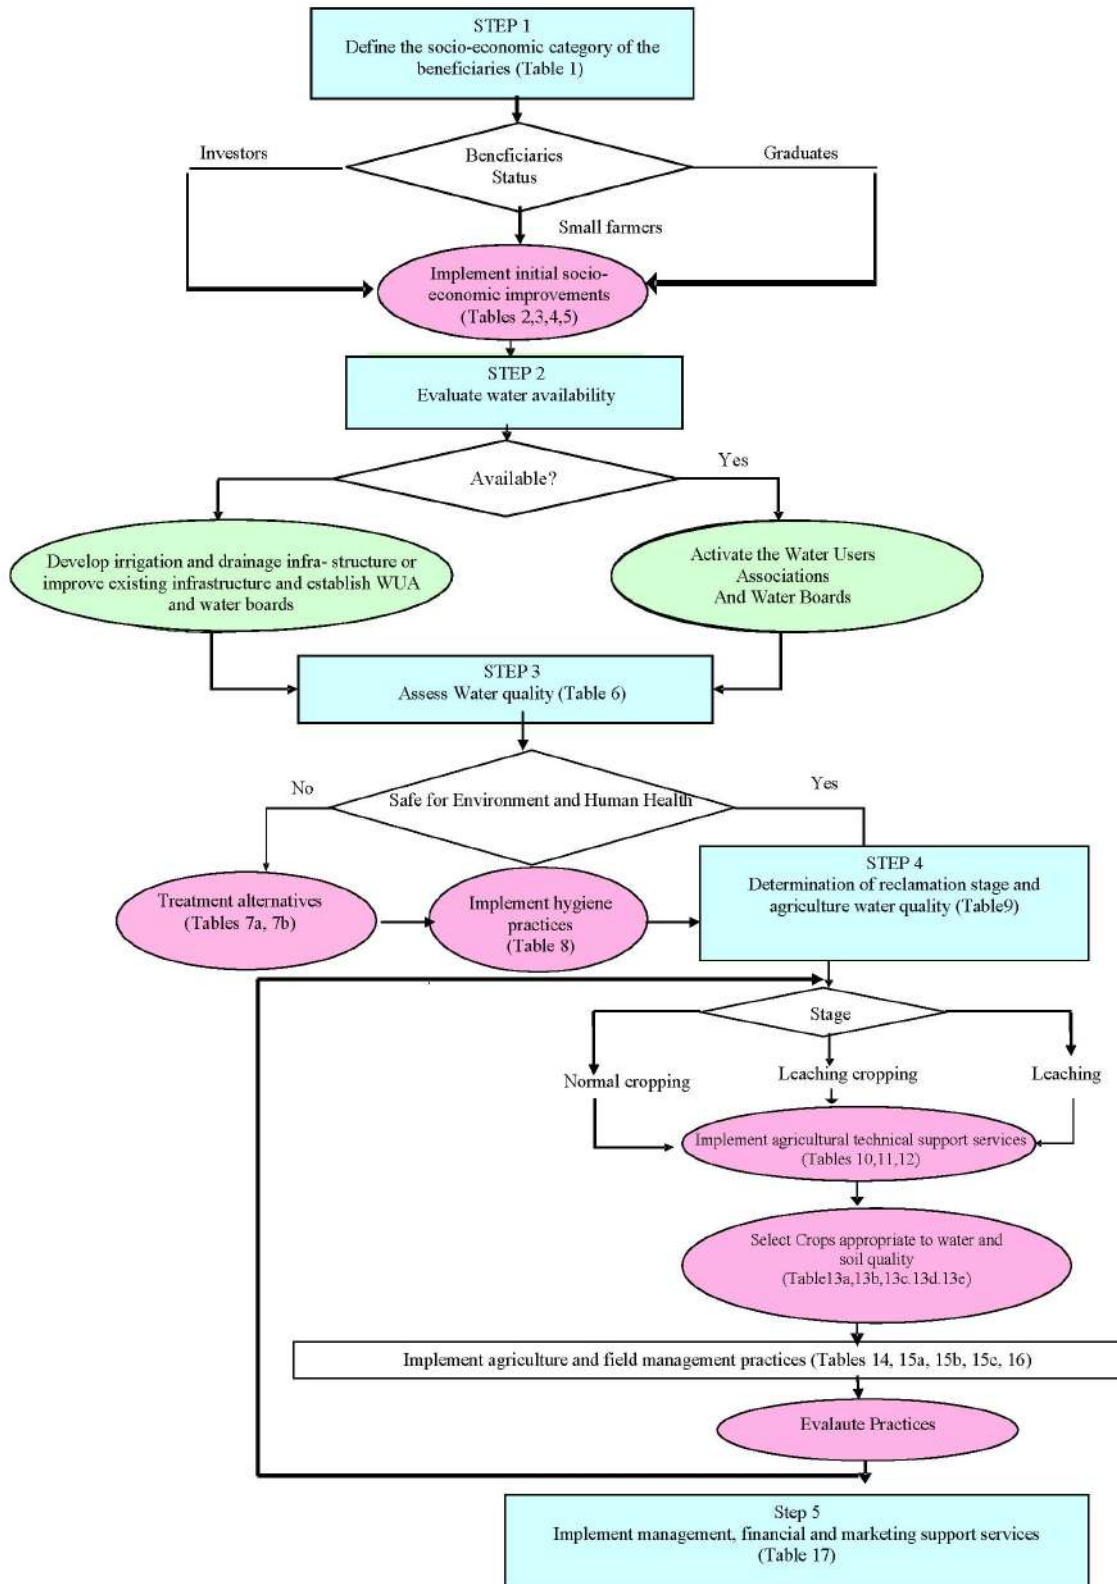 STEP 1
Define the socio-economic category of the
beneficiaries (Table 1)
Investors
Beneficiaries
Status
Graduates
Small farmers
Implement initial socio-
economic improvements
(Tables 2,3,4,5)
STEP 2
Evaluate water availability
Available?
Yes
Develop irrigation and drainage infra- structure or
improve existing infrastructure and establish WUA
and water boards
Activate the Water Users
Associations
And Water Boards
STEP 3
Assess Water quality (Table 6)
No
Safe for Environment and Human Health
Yes
Treatment alternatives
(Tables 7a, 7b)
Implement hygiene
practices
(Table 8)
STEP 4
Determination of reclamation stage and
agriculture water quality (Table9)
Stage
Normal cropping
Leaching cropping
Leaching
Implement agricultural technical support services
(Tables 10,11,12)
Select Crops appropriate to water and
soil quality
(Table13a,13b,13c.13d.13e)
Implement agriculture and field management practices (Tables 14, 15a, 15b, 15c, 16)
Evalaute Practices
Step 5
Implement management, financial and marketing support services
(Table 17)